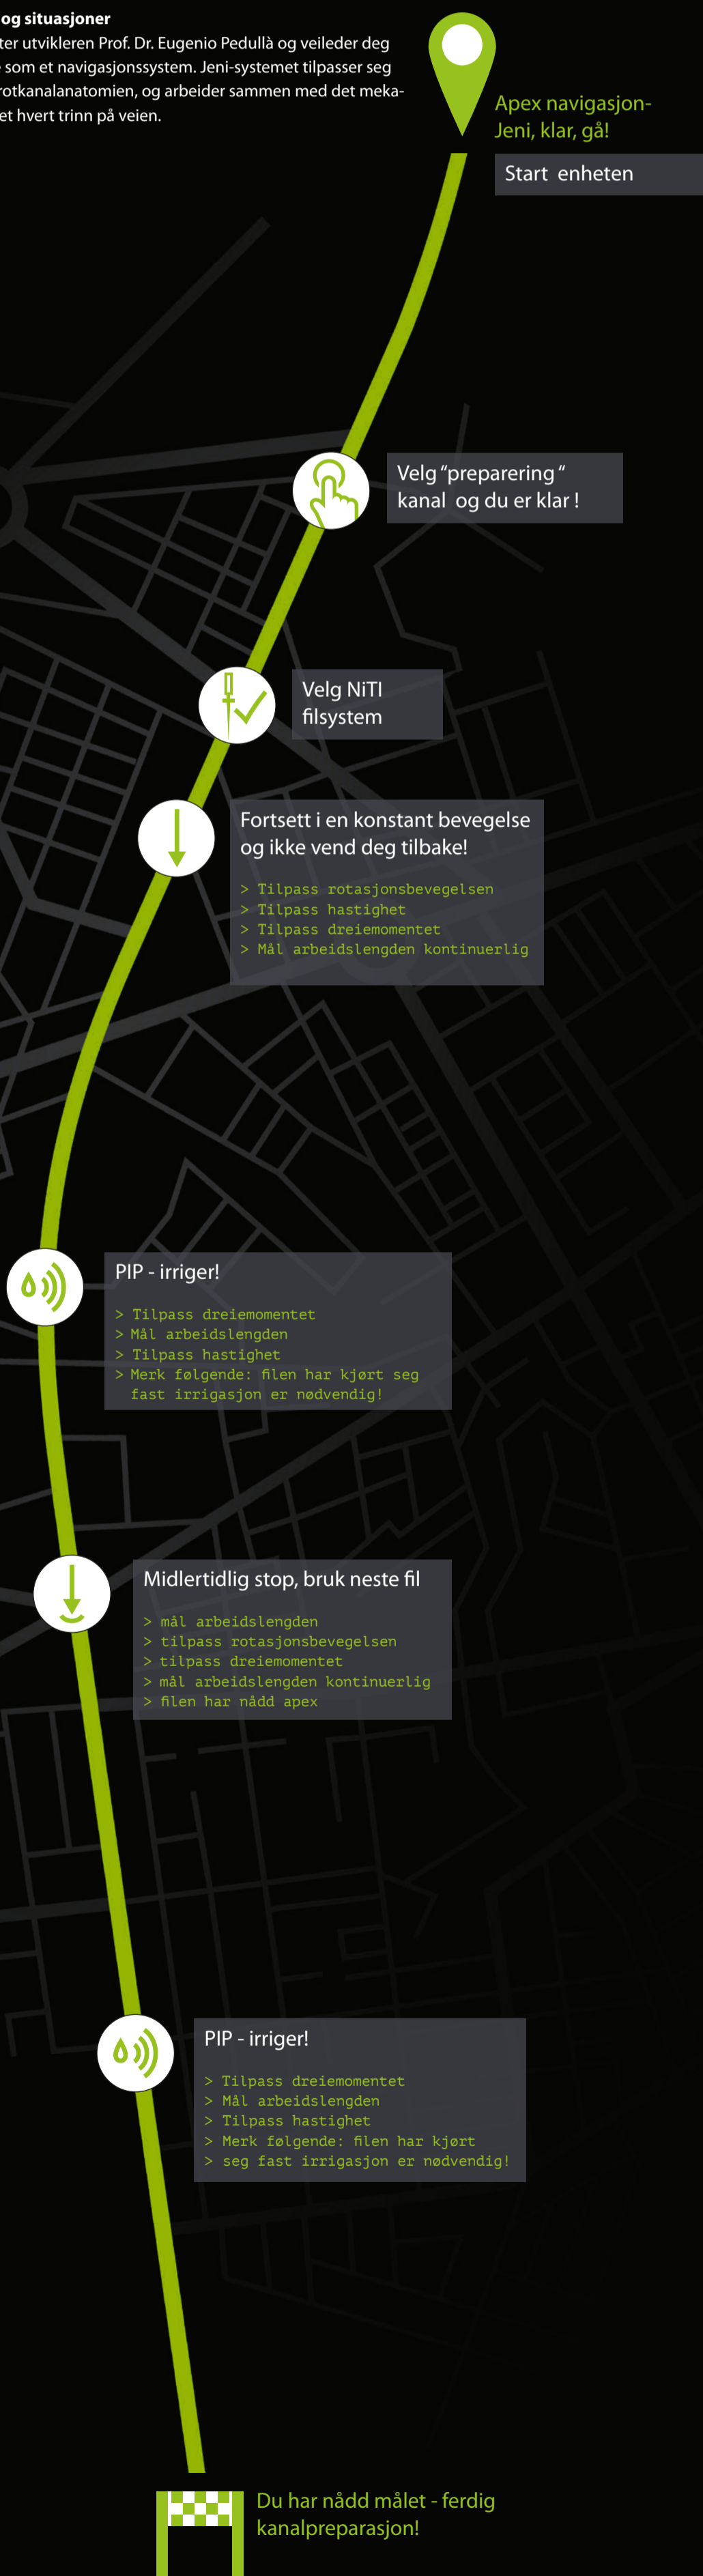 og situasjoner
ter utvikleren Prof. Dr. Eugenio Pedullà og veileder deg
som et navigasjonssystem. Jeni-systemet tilpasser seg
rotkanalanatomien, og arbeider sammen med det meka-
et hvert trinn på veien.
Apex navigasjon-
Jeni, klar, gå!
Start enheten
Velg “preparering “
kanal og du er klar !
Velg NiTI
filsystem
Fortsett i en konstant bevegelse
og ikke vend deg tilbake!
> Tilpass rotasjonsbevegelsen
> Tilpass hastighet
> Tilpass dreiemomentet
> Mål arbeidslengden kontinuerlig
PIP - irriger!
> Tilpass dreiemomentet
> Mål arbeidslengden
> Tilpass hastighet
> Merk følgende: filen har kjørt seg
fast irrigasjon er nødvendig!
Midlertidlig stop, bruk neste fil
> mål arbeidslengden
> tilpass rotasjonsbevegelsen
> tilpass dreiemomentet
> mål arbeidslengden kontinuerlig
> filen har nådd apex
PIP - irriger!
> Tilpass dreiemomentet
> Mål arbeidslengden
> Tilpass hastighet
> Merk følgende: filen har kjørt
> seg fast irrigasjon er nødvendig!
Du har nådd målet - ferdig
kanalpreparasjon!